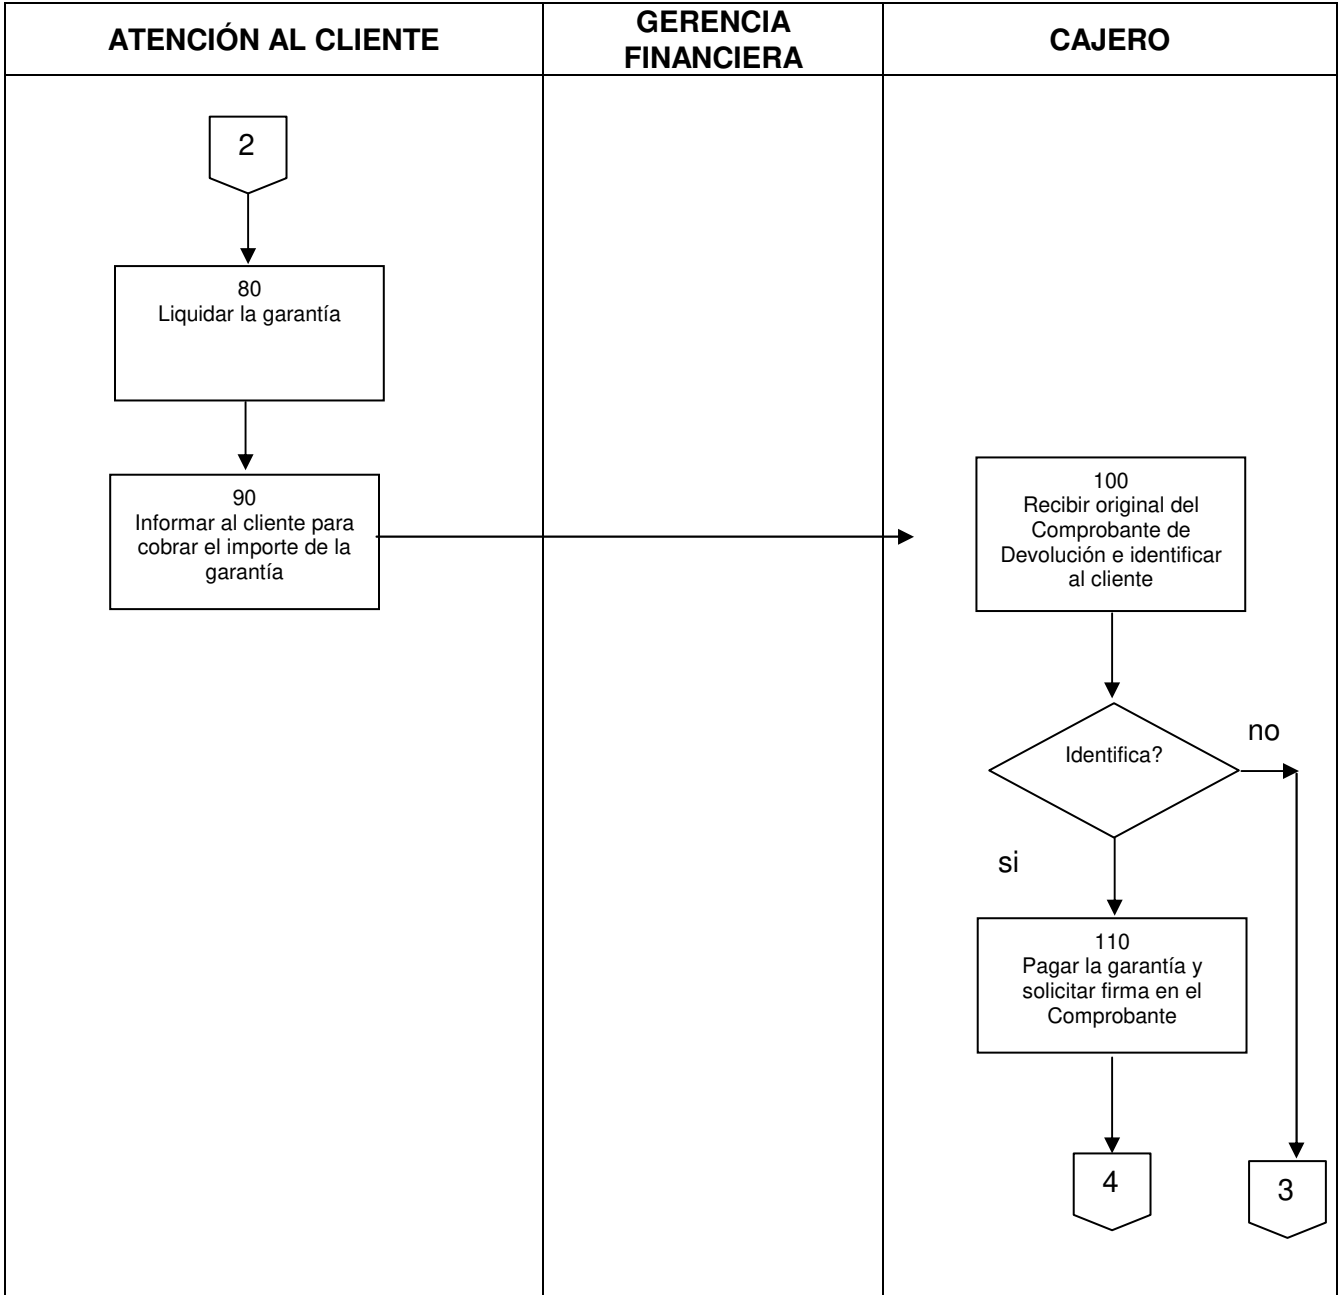 ATENCIÓN AL CLIENTE
GERENCIA
FINANCIERA
CAJERO
2
80
Liquidar la garantía
90
Informar al cliente para
cobrar el importe de la
garantía
100
Recibir original del
Comprobante de
Devolución e identificar
al cliente
Identifica?
no
si
110
Pagar la garantía y
solicitar firma en el
Comprobante
4
3